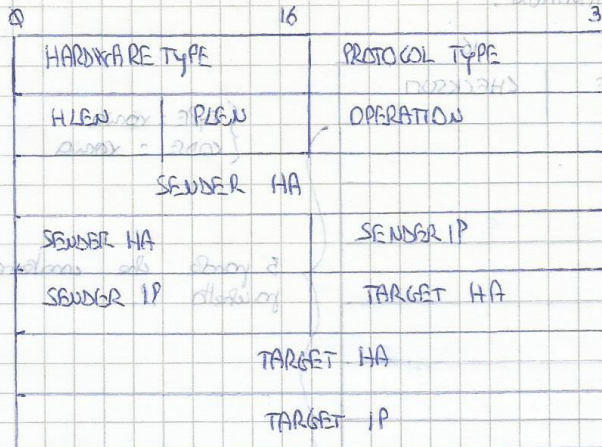 0 16 3
HARDWARE TYPE PROTOCOL TYPE
HLEN PLEN OPERATION
SENDER HA
SENDER HA SENDER IP
SENDER IP TARGET HA
TARGET HA
TARGET IP